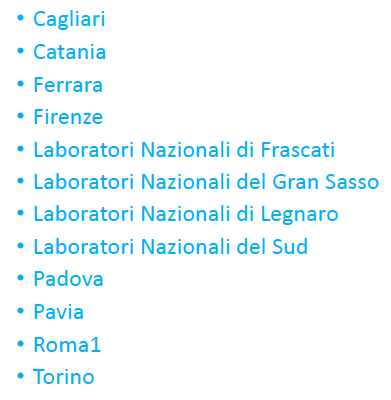 • Cagliari
• Catania
• Ferrara
• Firenze
• Laboratori Nazionali di Frascati
• Laboratori Nazionali del Gran Sasso
• Laboratori Nazionali di Legnaro
• Laboratori Nazionali del Sud
• Padova
• Pavia
• Roma1
• Torino